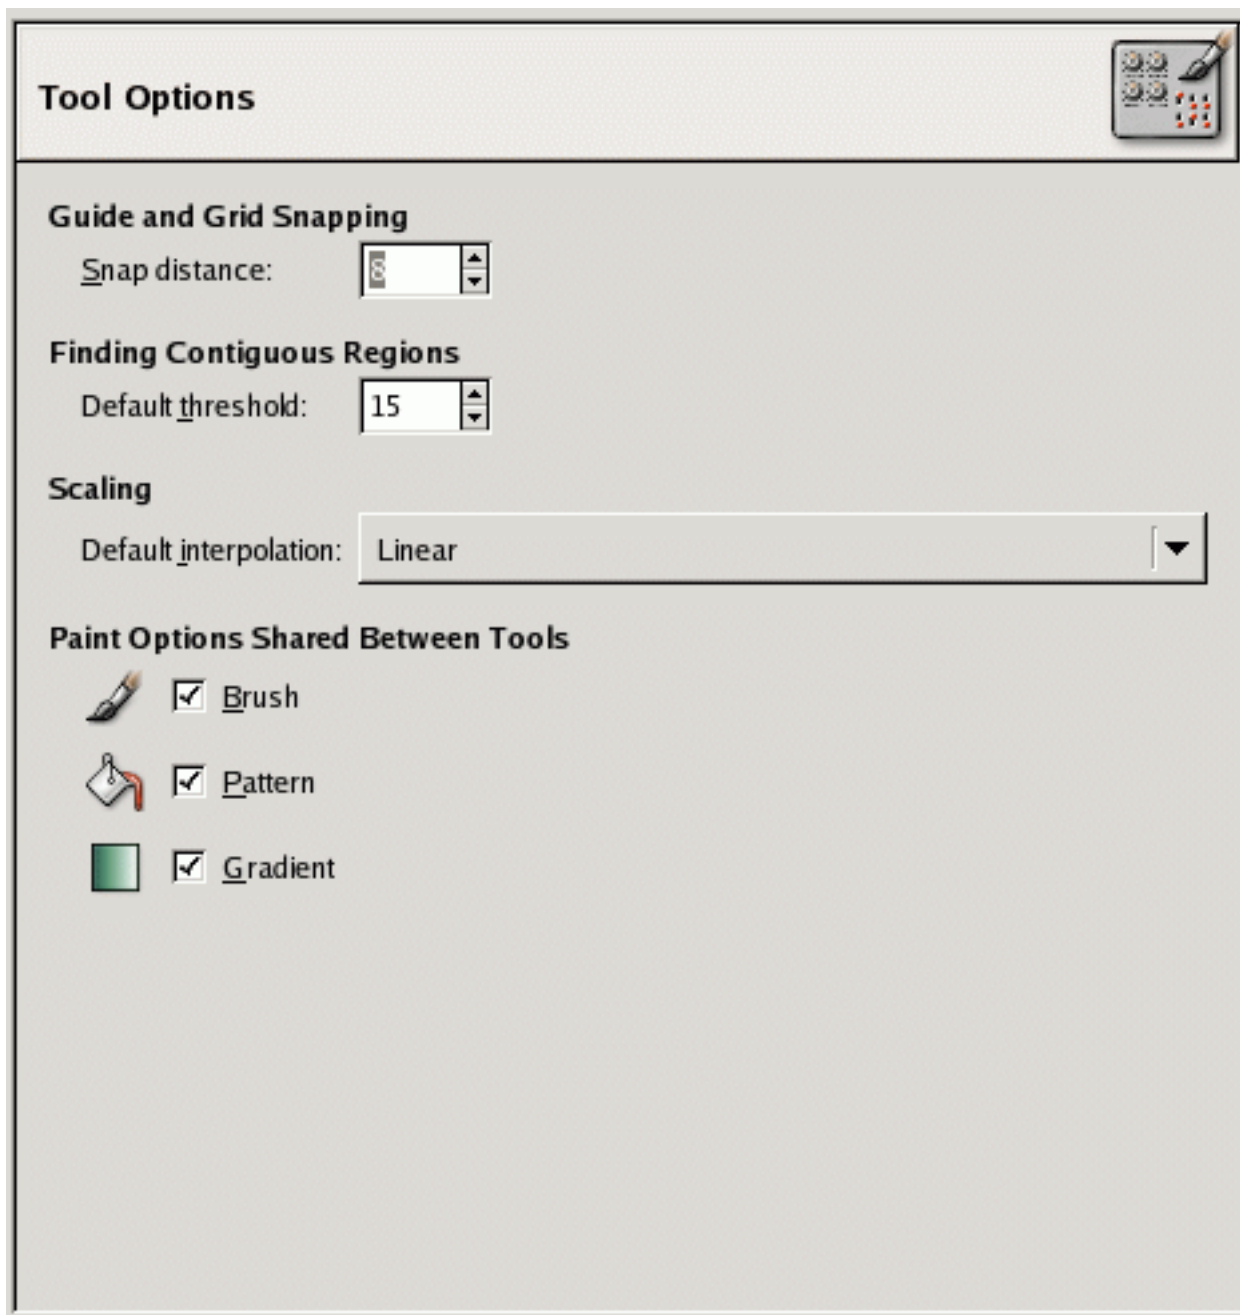 Tool Options
Guide and Grid Snapping
Snap distance: 8
Finding Contiguous Regions
Default threshold: 15
Scaling
Default interpolation: Linear
Paint Options Shared Between Tools
Brush
Pattern
Gradient